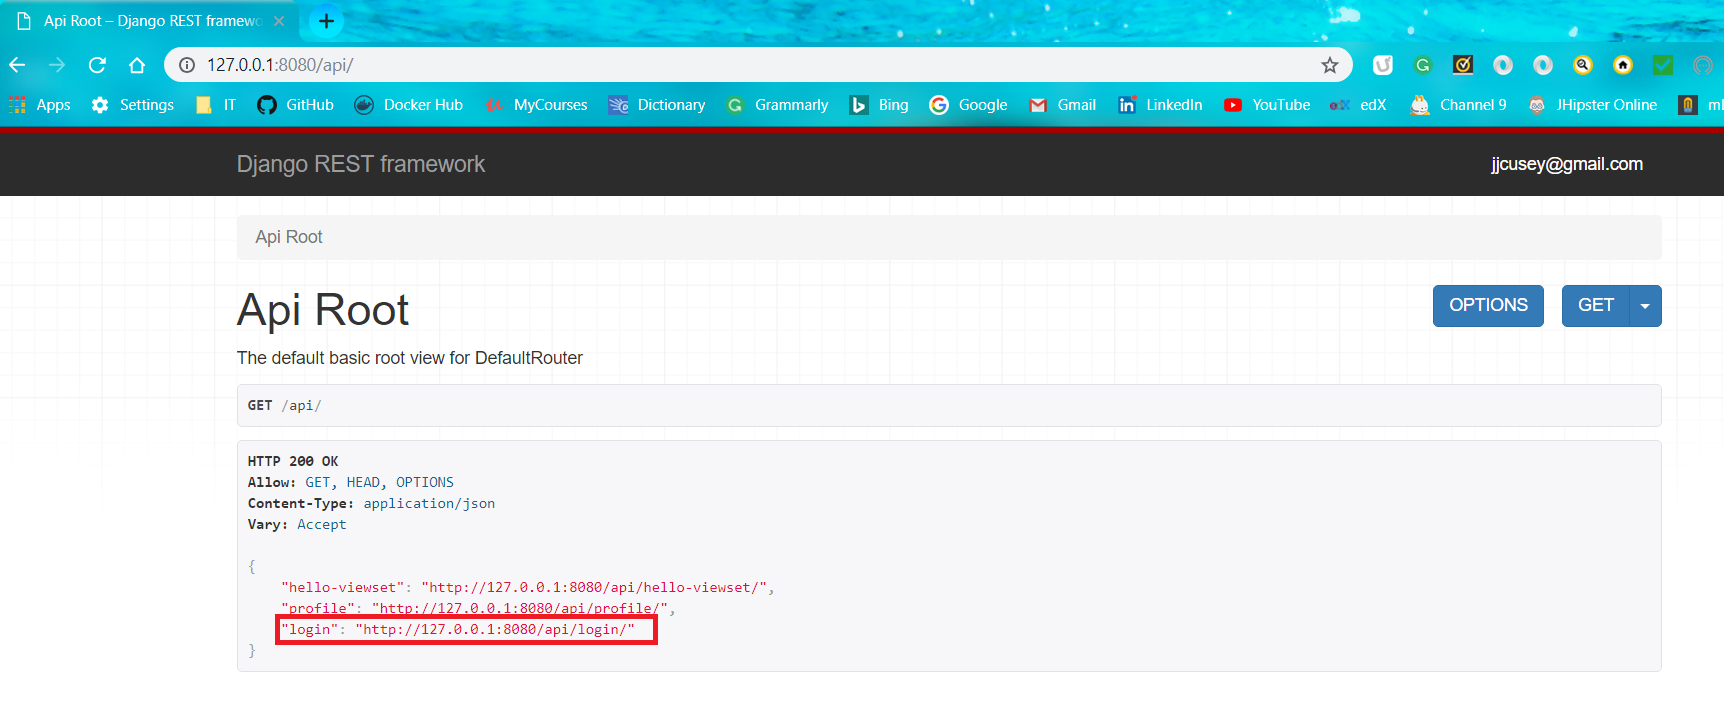 Api Root – Django REST framewo
127.0.0.1:8080/api/
Apps Settings IT GitHub Docker Hub MyCourses Dictionary Grammarly Bing Google Gmail LinkedIn YouTube edX Channel 9 JHipster Online
Django REST framework jjcusey@gmail.com
Api Root
Api Root OPTIONS GET
The default basic root view for DefaultRouter
GET /api/
HTTP 200 OK
Allow: GET, HEAD, OPTIONS
Content-Type: application/json
Vary: Accept
{
"hello-viewset": "http://127.0.0.1:8080/api/hello-viewset/",
"profile": "http://127.0.0.1:8080/api/profile/",
"login": "http://127.0.0.1:8080/api/login/"
}